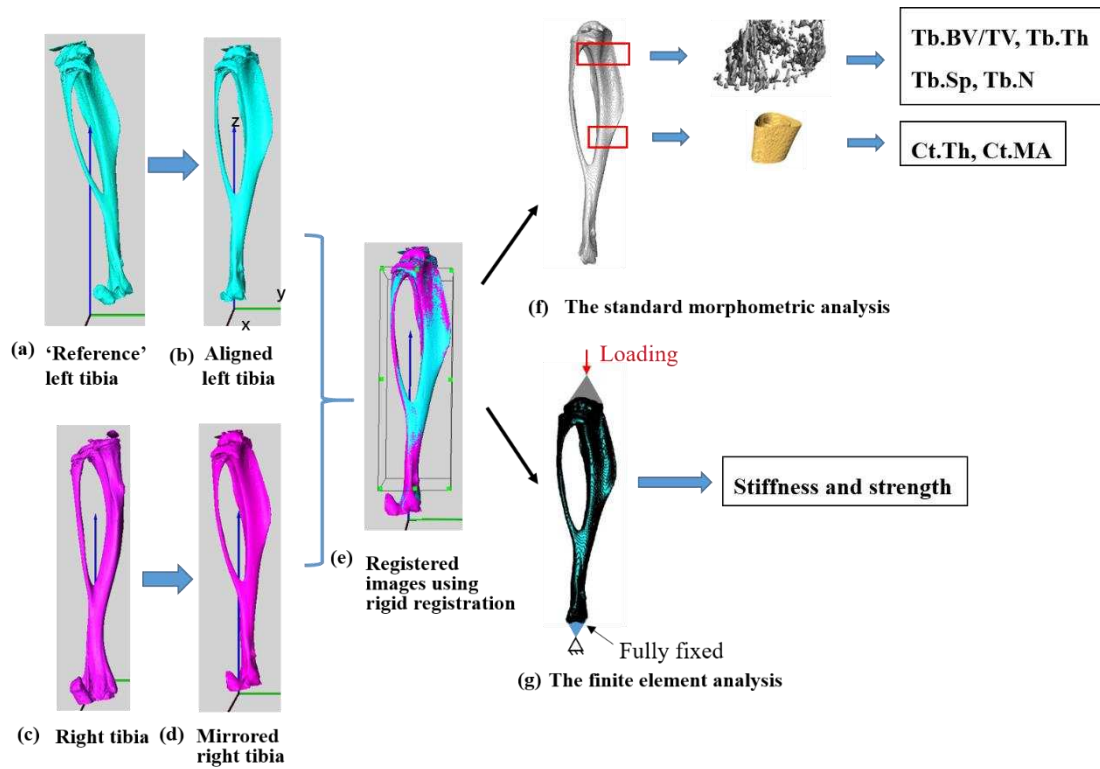 z
y
x
(a) ‘Reference’
left tibia
(b) Aligned
left tibia
(c) Right tibia
(d) Mirrored
right tibia
(e) Registered
images using
rigid registration
Tb.BV/TV, Tb.Th
Tb.Sp, Tb.N
Ct.Th, Ct.MA
(f) The standard morphometric analysis
Loading
Stiffness and strength
Fully fixed
(g) The finite element analysis